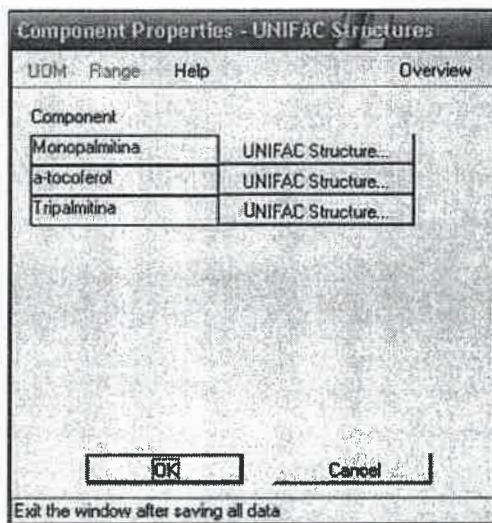 Component Properties - UNIFAC Structures
UOM Range Help Overview
Component
Monopalmitina UNIFAC Structure...
a-tocoferol UNIFAC Structure...
Tripalmitina UNIFAC Structure...
OK Cancel
Exit the window after saving all data